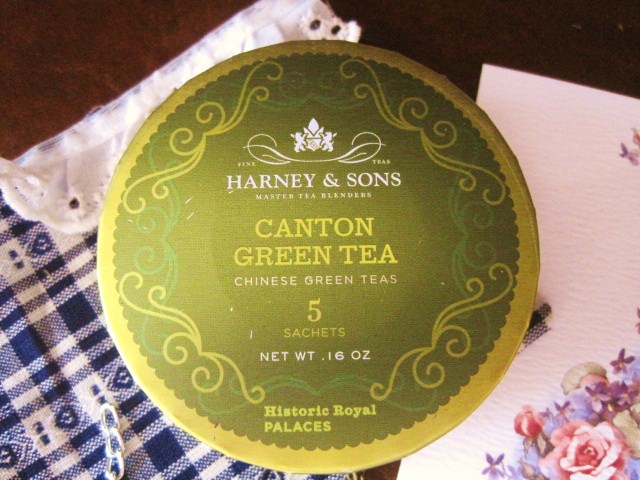 FINE TEAS
HARNEY & SONS
MASTER TEA BLENDERS
CANTON
GREEN TEA
CHINESE GREEN TEAS
5
SACHETS
NET WT .16 OZ
Historic Royal
PALACES